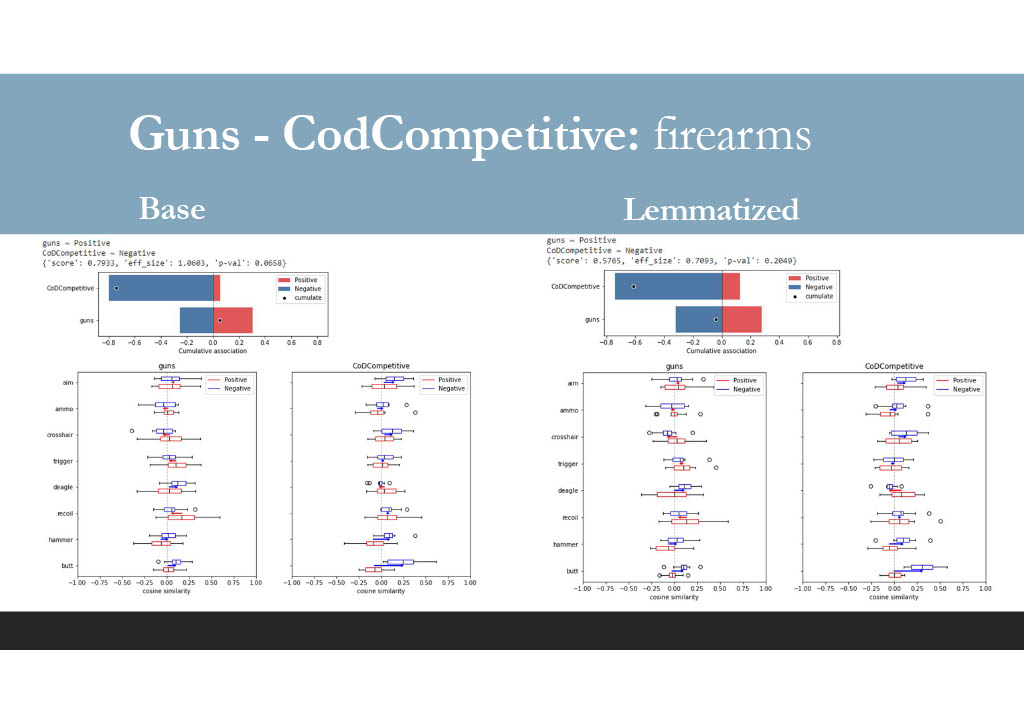 Guns - CodCompetitive: firearms
Base
guns ~ Positive
CoDCompetitive ~ Negative
{'score': 0.7933, 'eff_size': 1.0603, 'p-val': 0.0658}
Positive
Negative
cumulate
CoDCompetitive
guns
−0.8 −0.6 −0.4 −0.2 0.0 0.2 0.4 0.6 0.8
Cumulative association
guns
Positive
Negative
aim
ammo
crosshair
trigger
deagle
recoil
hammer
butt
−1.00 −0.75 −0.50 −0.25 0.00 0.25 0.50 0.75 1.00
cosine similarity
CoDCompetitive
Positive
Negative
−1.00 −0.75 −0.50 −0.25 0.00 0.25 0.50 0.75 1.00
cosine similarity
Lemmatized
guns ~ Positive
CoDCompetitive ~ Negative
{'score': 0.5765, 'eff_size': 0.7093, 'p-val': 0.2049}
Positive
Negative
cumulate
CoDCompetitive
guns
−0.8 −0.6 −0.4 −0.2 0.0 0.2 0.4 0.6 0.8
Cumulative association
guns
Positive
Negative
aim
ammo
crosshair
trigger
deagle
recoil
hammer
butt
−1.00 −0.75 −0.50 −0.25 0.00 0.25 0.50 0.75 1.00
cosine similarity
CoDCompetitive
Positive
Negative
−1.00 −0.75 −0.50 −0.25 0.00 0.25 0.50 0.75 1.00
cosine similarity